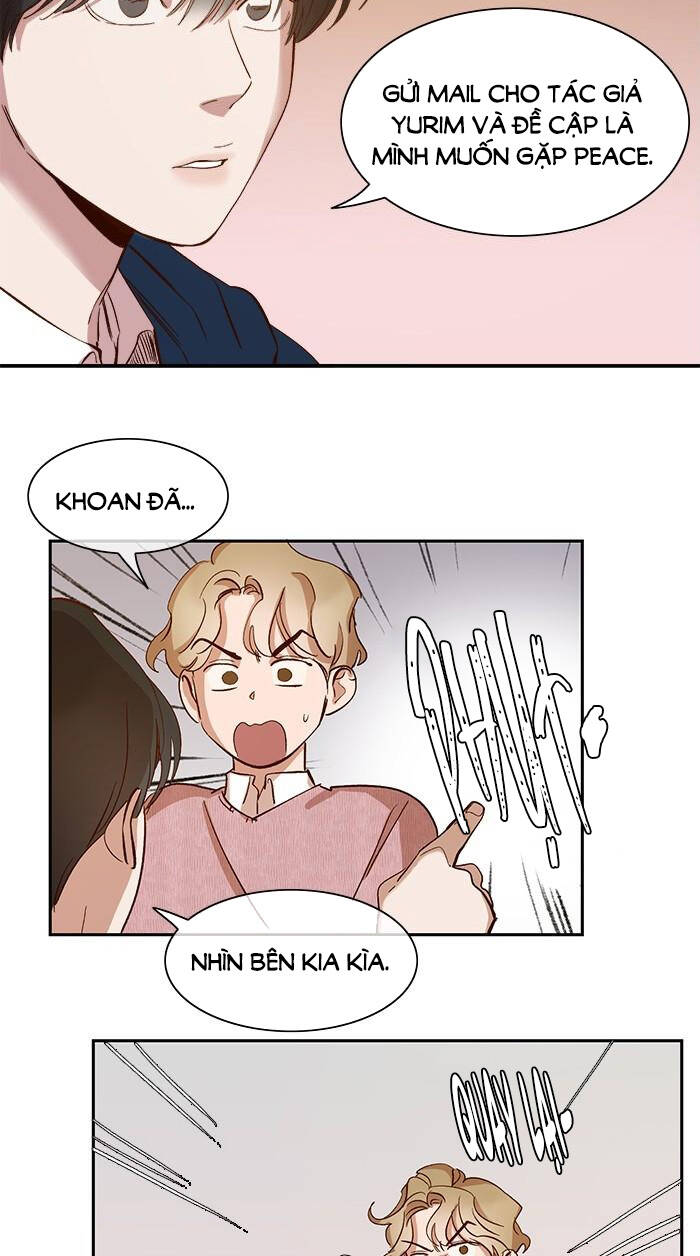 GỬI MAIL CHO TÁC GIẢ
YURIM VÀ ĐỀ CẬP LÀ
MÌNH MUỐN GẶP PEACE.
KHOAN ĐÃ...
NHÌN BÊN KIA KÌA.
QUAY LẠI.